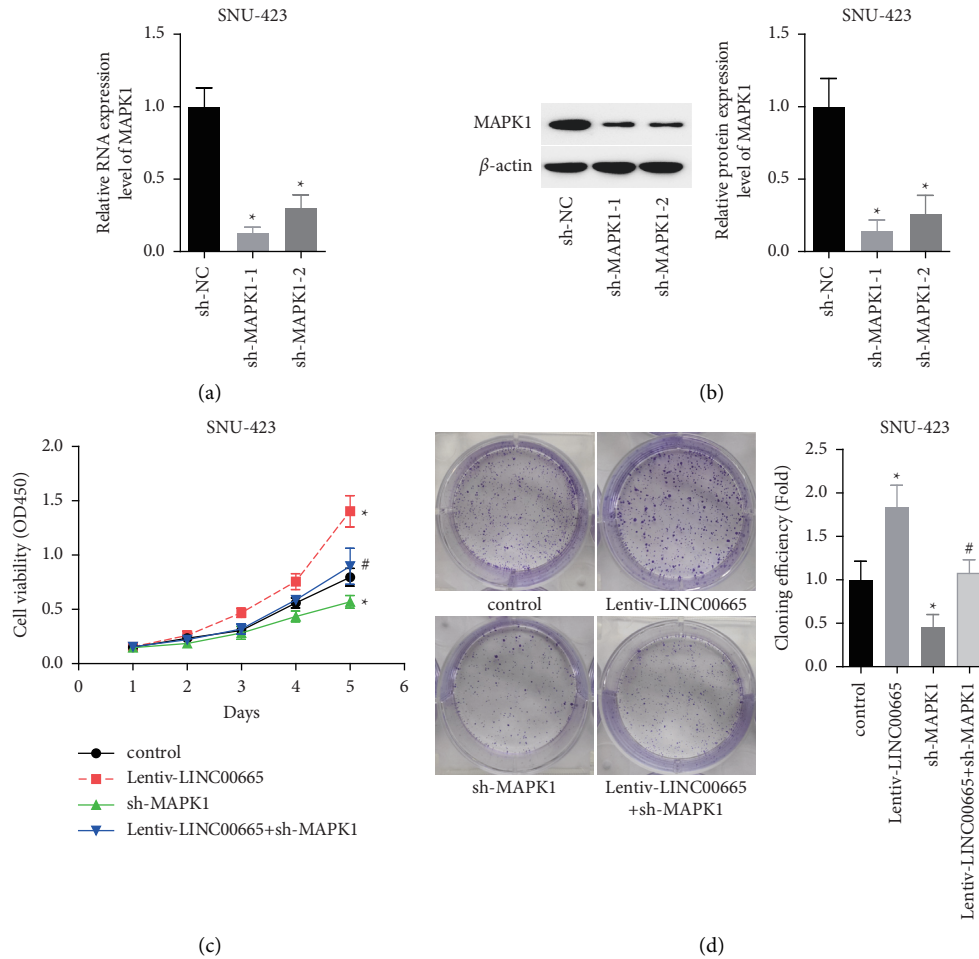 SNU-423
Relative RNA expression
level of MAPK1
1.5
1.0
0.5
0.0
*
*
sh-NC
sh-MAPK1-1
sh-MAPK1-2
(a)
MAPK1
β-actin
sh-NC
sh-MAPK1-1
sh-MAPK1-2
SNU-423
Relative protein expression
level of MAPK1
1.5
1.0
0.5
0.0
*
*
sh-NC
sh-MAPK1-1
sh-MAPK1-2
(b)
SNU-423
Cell viability (OD450)
2.0
1.5
1.0
0.5
0.0
*
#
*
0 1 2 3 4 5 6
Days
control
Lentiv-LINC00665
sh-MAPK1
Lentiv-LINC00665+sh-MAPK1
(c)
control
Lentiv-LINC00665
sh-MAPK1
Lentiv-LINC00665
+sh-MAPK1
SNU-423
Cloning efficiency (Fold)
2.5
2.0
1.5
1.0
0.5
0.0
*
*
#
control
Lentiv-LINC00665
sh-MAPK1
Lentiv-LINC00665+sh-MAPK1
(d)